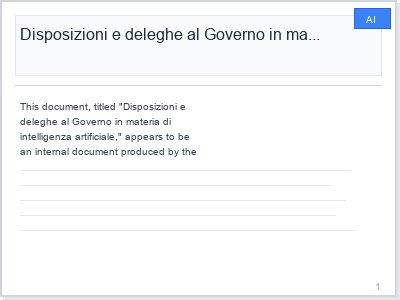 AI
Disposizioni e deleghe al Governo in ma...
This document, titled "Disposizioni e
deleghe al Governo in materia di
intelligenza artificiale," appears to be
an internal document produced by the
1